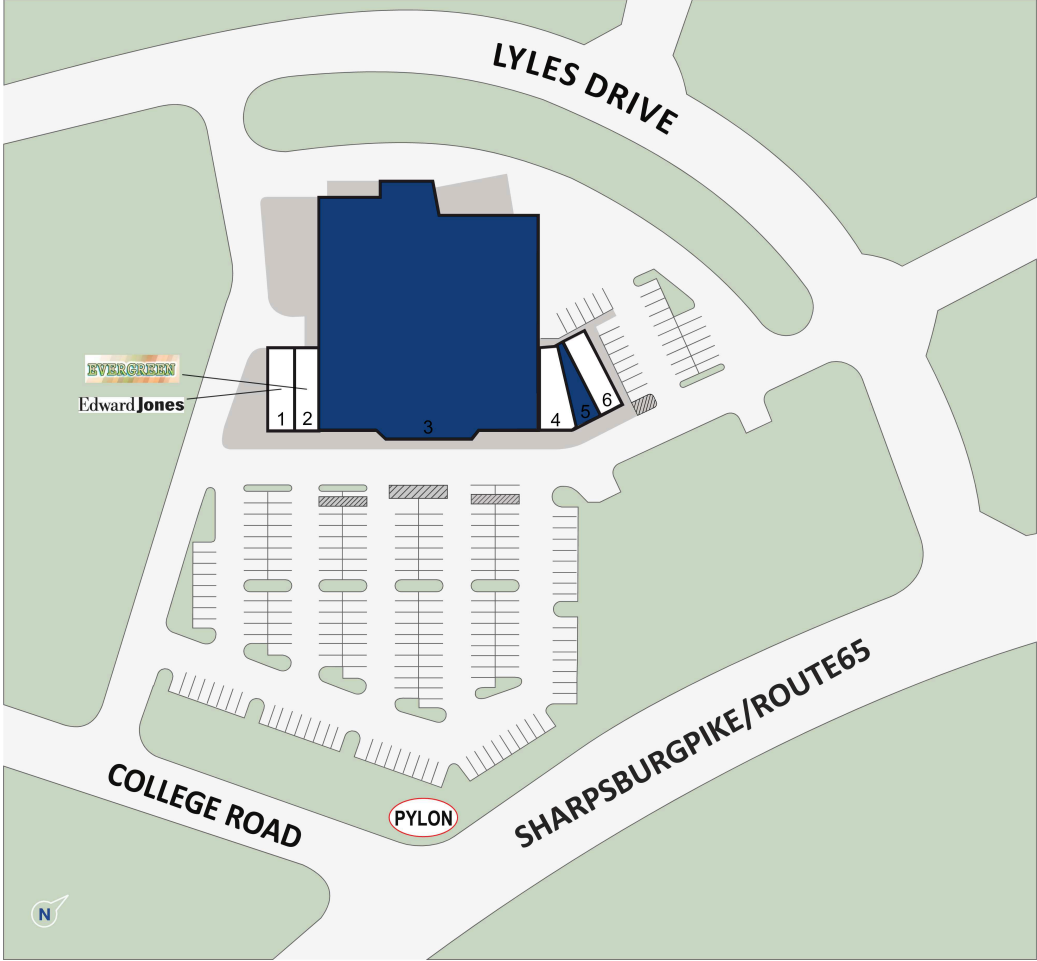 LYLES DRIVE
EVERGREEN
Edward Jones
1
2
3
4
5
6
SHARPSBURGPIKE/ROUTE65
COLLEGE ROAD
PYLON
N